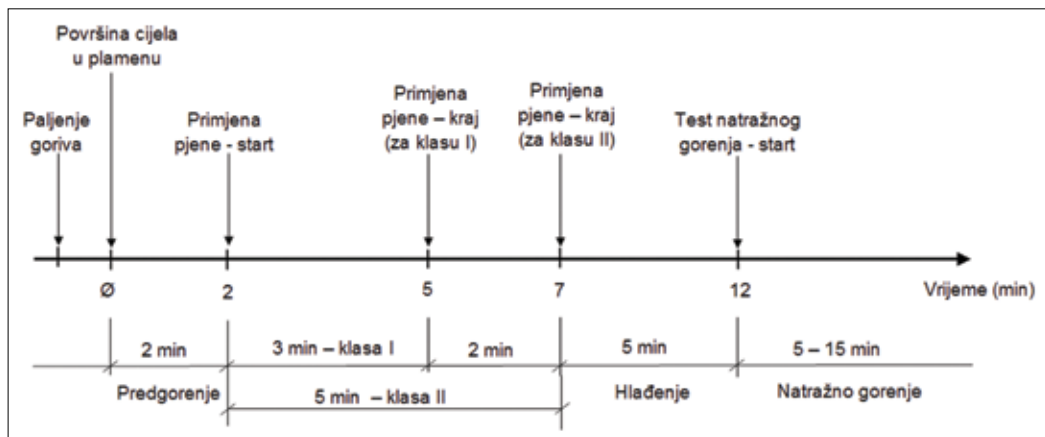 Površina cijela
u plamenu
Paljenje
goriva
Primjena
pjene - start
Primjena
pjene – kraj
(za klasu I)
Primjena
pjene – kraj
(za klasu II)
Test natražnog
gorenja - start
Ø
2
5
7
12
Vrijeme (min)
2 min
3 min – klasa I
2 min
5 min
5 – 15 min
Predgorenje
5 min – klasa II
Hlađenje
Natražno gorenje